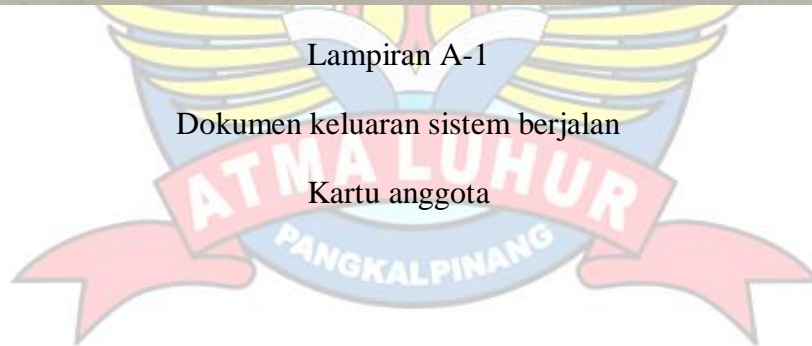 Lampiran A-1
Dokumen keluaran sistem berjalan
ATMA LUHUR
Kartu anggota
PANGKALPINANG